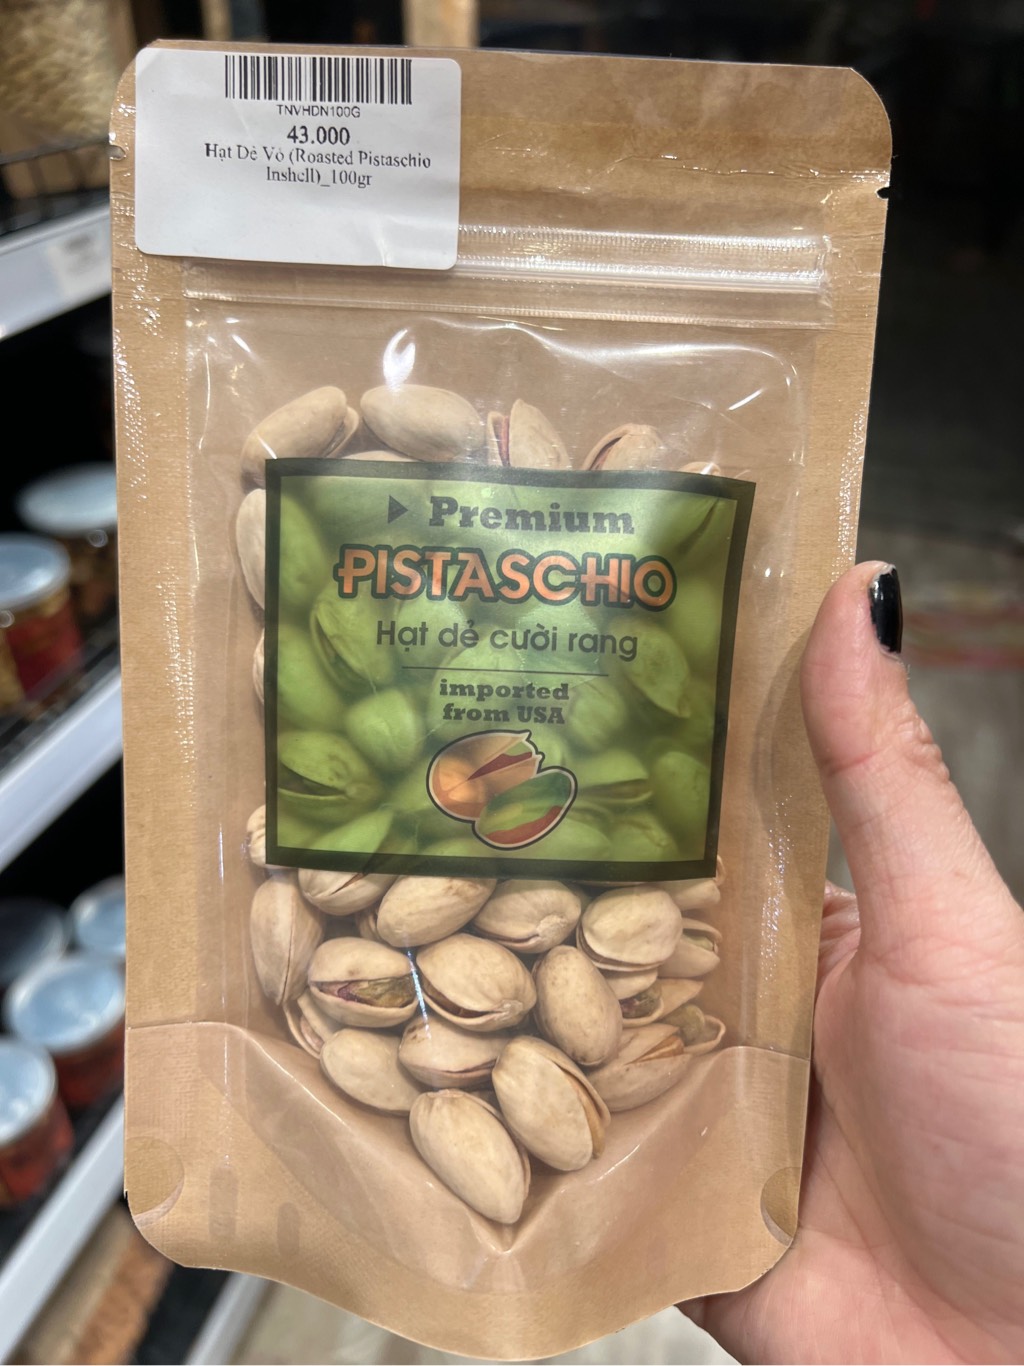 TNVHDN100G
43.000
Hạt Dẻ Vỏ (Roasted Pistaschio
Inshell)_100gr
Premium
PISTASCHIO
Hạt dẻ cười rang
imported
from USA